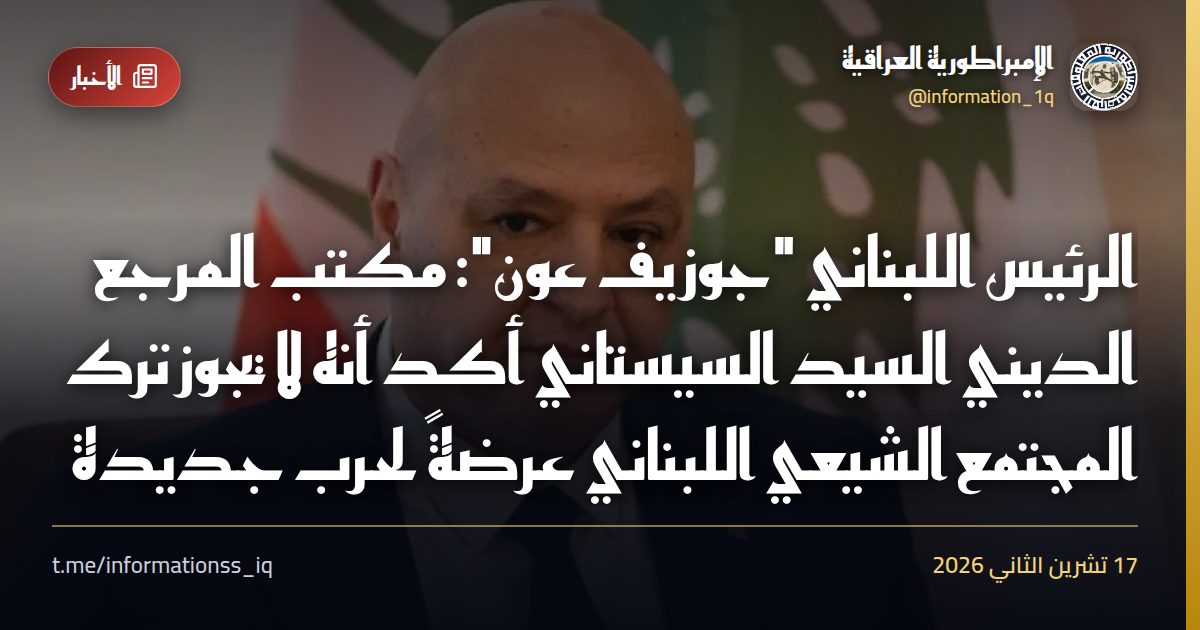 الإمبراطورية العراقية
@information_1q
الأخبار
الرئيس اللبناني "جوزيف عون": مكتب المرجع
الديني السيد السيستاني أكد أنه لا تجوز ترك
المجتمع الشيعي اللبناني عرضةً لحرب جديدة
17 تشرين الثاني 2026
t.me/informationss_iq